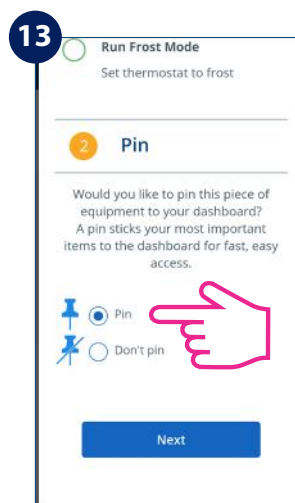 13
Run Frost Mode
Set thermostat to frost
2 Pin
Would you like to pin this piece of
equipment to your dashboard?
A pin sticks your most important
items to the dashboard for fast, easy
access.
Pin
Don't pin
Next